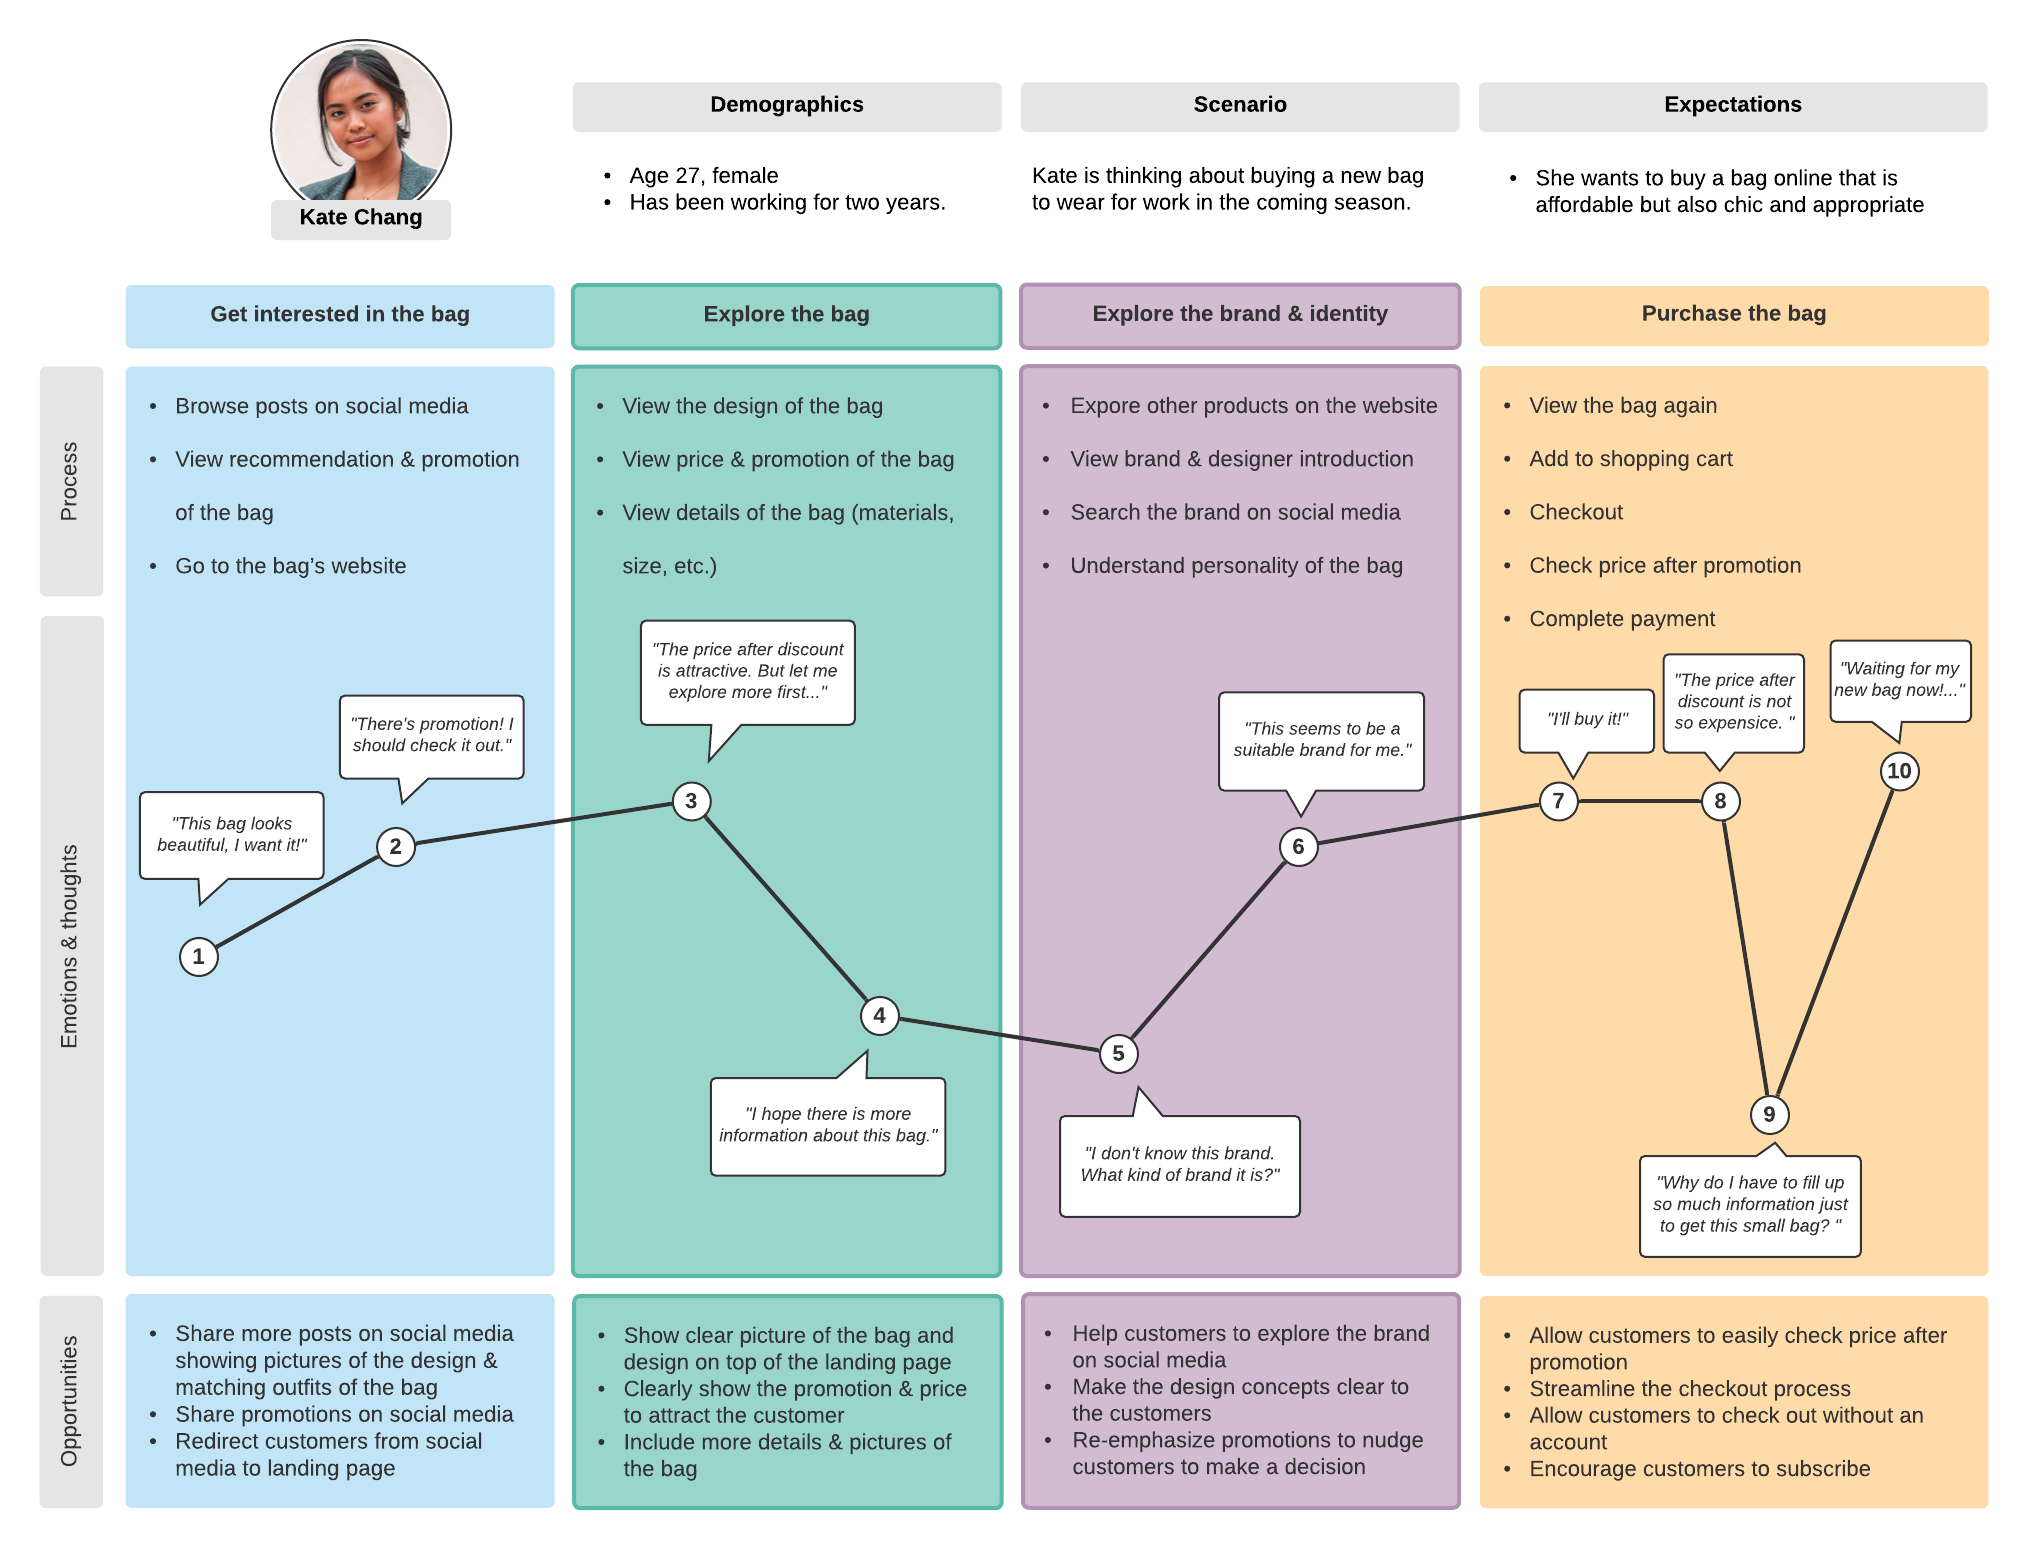 Kate Chang
Demographics
• Age 27, female
• Has been working for two years.
Scenario
Kate is thinking about buying a new bag
to wear for work in the coming season.
Expectations
• She wants to buy a bag online that is
affordable but also chic and appropriate
Get interested in the bag
Explore the bag
Explore the brand & identity
Purchase the bag
Process
• Browse posts on social media
• View recommendation & promotion
of the bag
• Go to the bag’s website
• View the design of the bag
• View price & promotion of the bag
• View details of the bag (materials,
size, etc.)
• Expore other products on the website
• View brand & designer introduction
• Search the brand on social media
• Understand personality of the bag
• View the bag again
• Add to shopping cart
• Checkout
• Check price after promotion
• Complete payment
Emotions & thoughts
"This bag looks
beautiful, I want it!"
1
"There's promotion! I
should check it out."
2
"The price after discount
is attractive. But let me
explore more first..."
3
4
"I hope there is more
information about this bag."
5
"I don't know this brand.
What kind of brand it is?"
"This seems to be a
suitable brand for me."
6
"I'll buy it!"
7
"The price after
discount is not
so expensice. "
8
9
"Why do I have to fill up
so much information just
to get this small bag? "
"Waiting for my
new bag now!..."
10
Opportunities
• Share more posts on social media
showing pictures of the design &
matching outfits of the bag
• Share promotions on social media
• Redirect customers from social
media to landing page
• Show clear picture of the bag and
design on top of the landing page
• Clearly show the promotion & price
to attract the customer
• Include more details & pictures of
the bag
• Help customers to explore the brand
on social media
• Make the design concepts clear to
the customers
• Re-emphasize promotions to nudge
customers to make a decision
• Allow customers to easily check price after
promotion
• Streamline the checkout process
• Allow customers to check out without an
account
• Encourage customers to subscribe